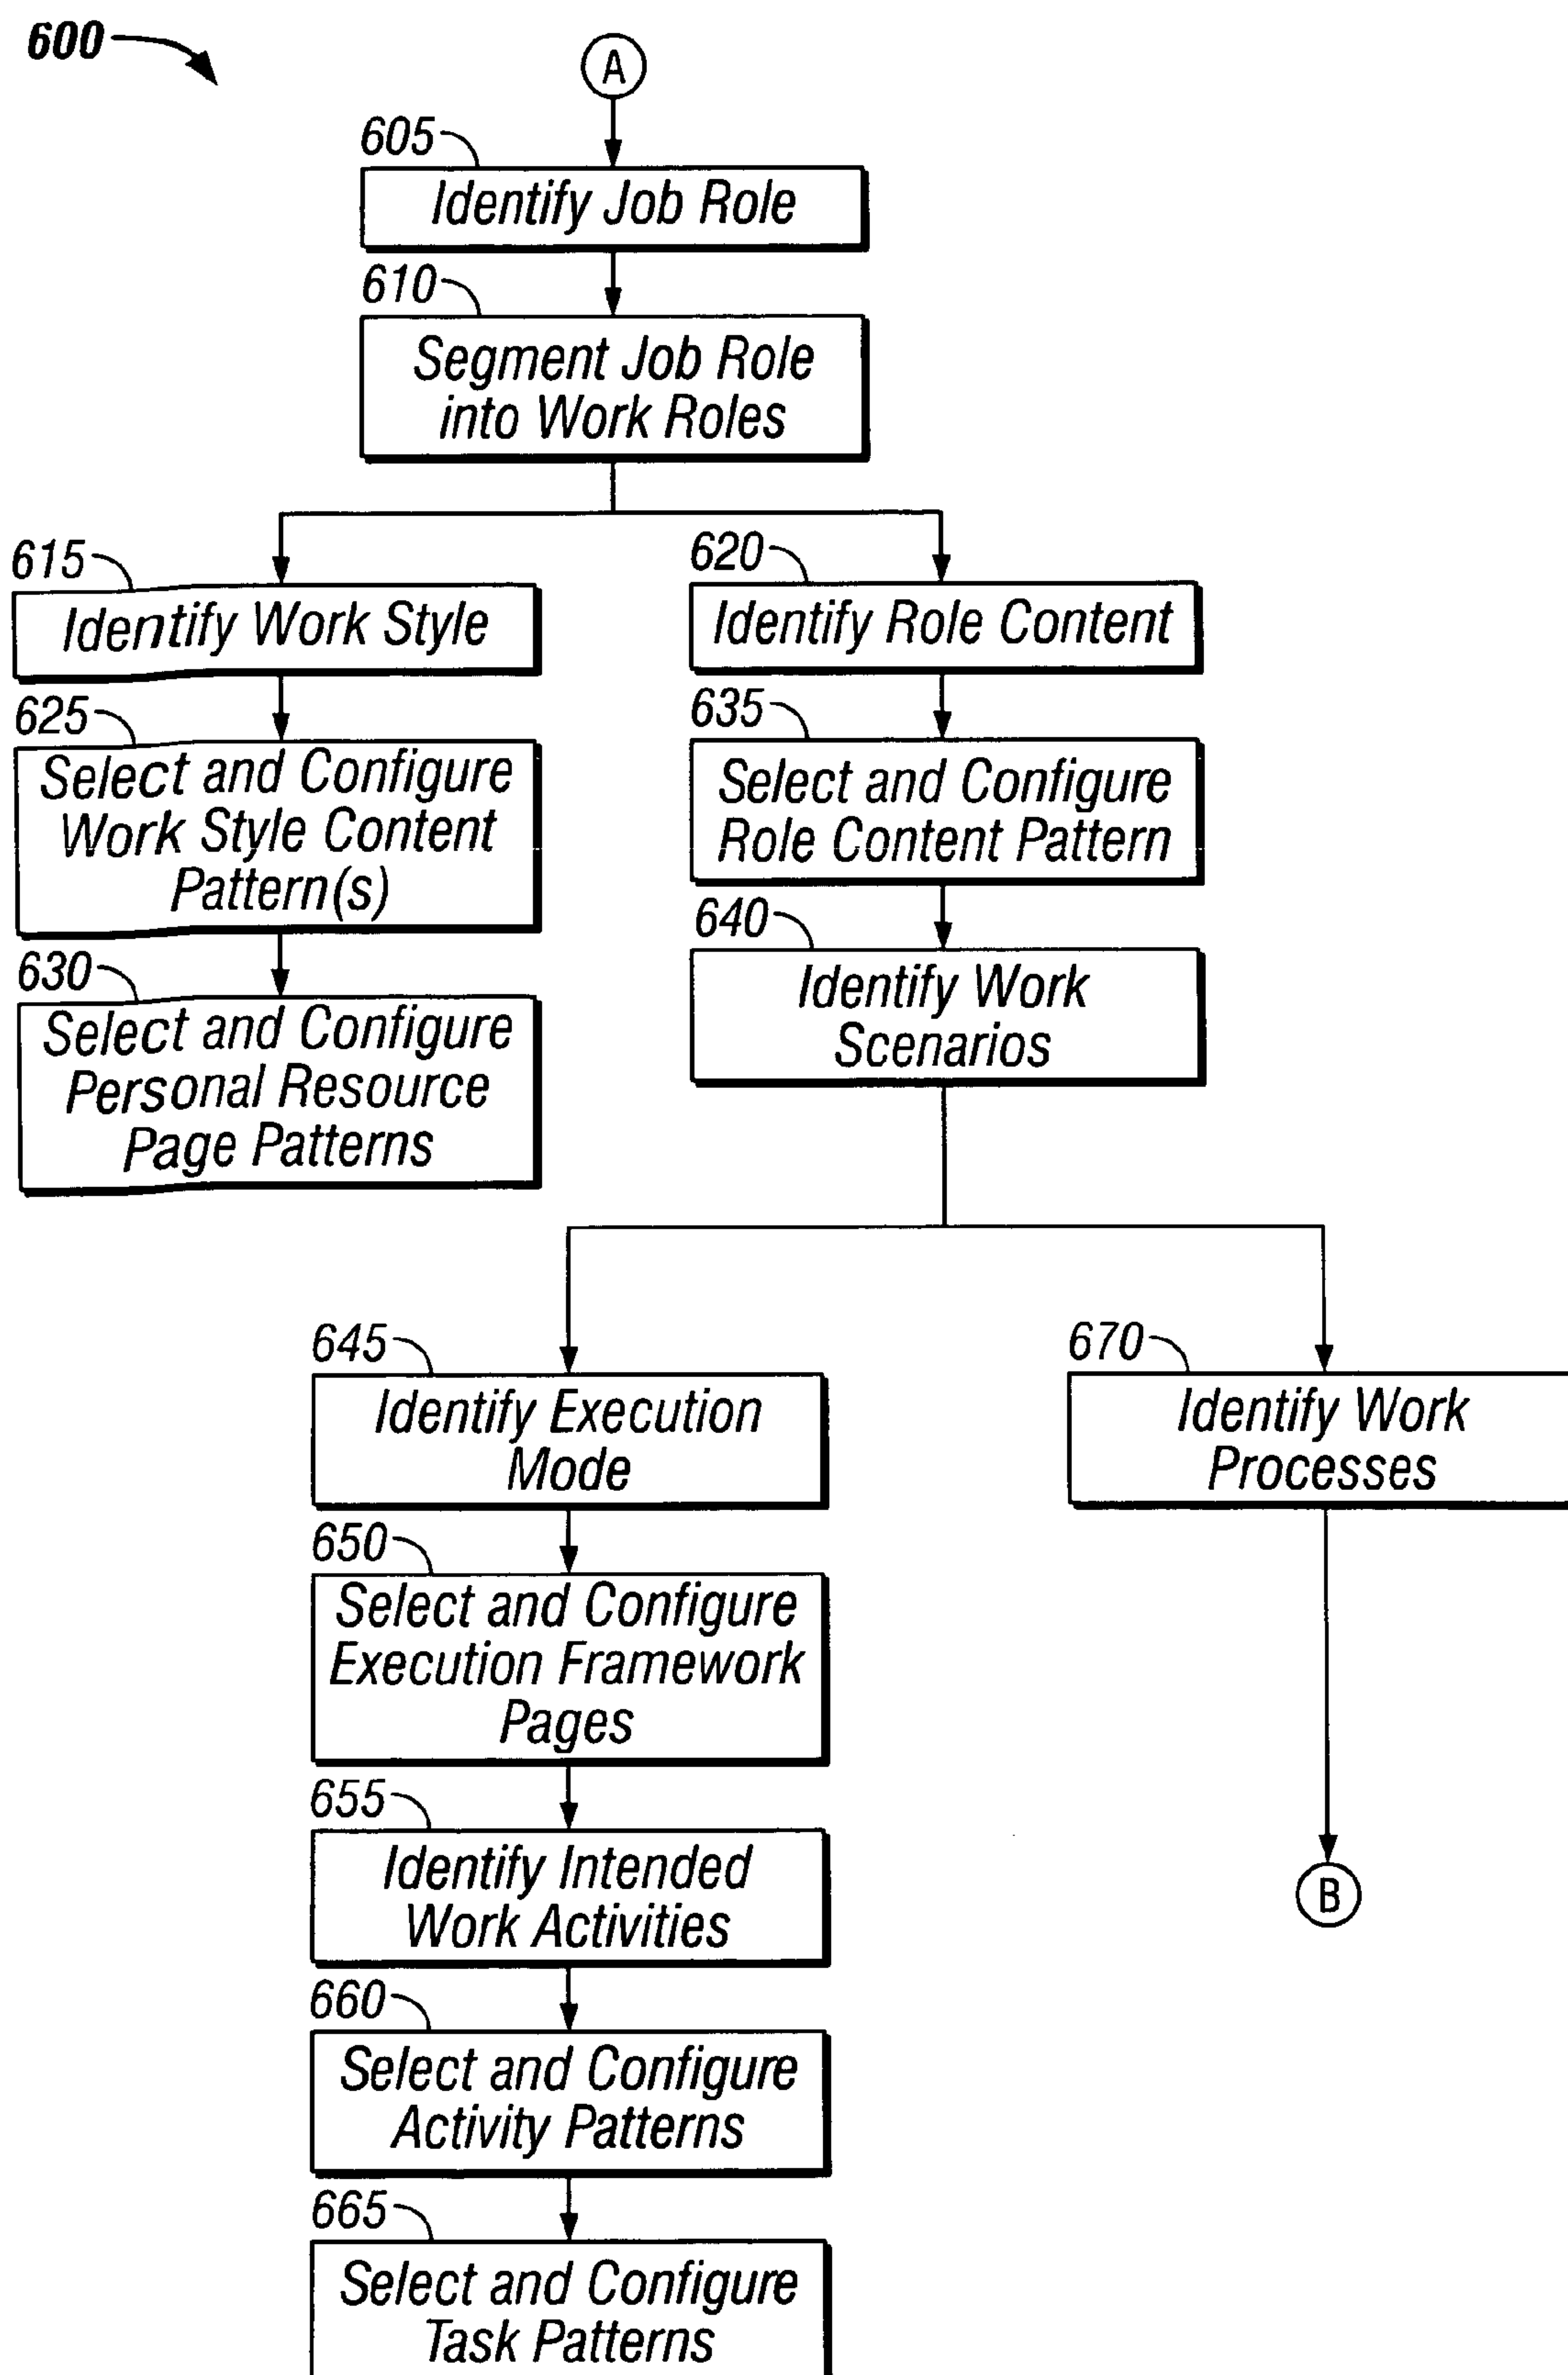 600
A
605
Identify Job Role
610
Segment Job Role
into Work Roles
615
Identify Work Style
620
Identify Role Content
625
Select and Configure
Work Style Content
Pattern(s)
635
Select and Configure
Role Content Pattern
630
Select and Configure
Personal Resource
Page Patterns
640
Identify Work
Scenarios
645
Identify Execution
Mode
670
Identify Work
Processes
650
Select and Configure
Execution Framework
Pages
655
Identify Intended
Work Activities
B
660
Select and Configure
Activity Patterns
665
Select and Configure
Task Patterns